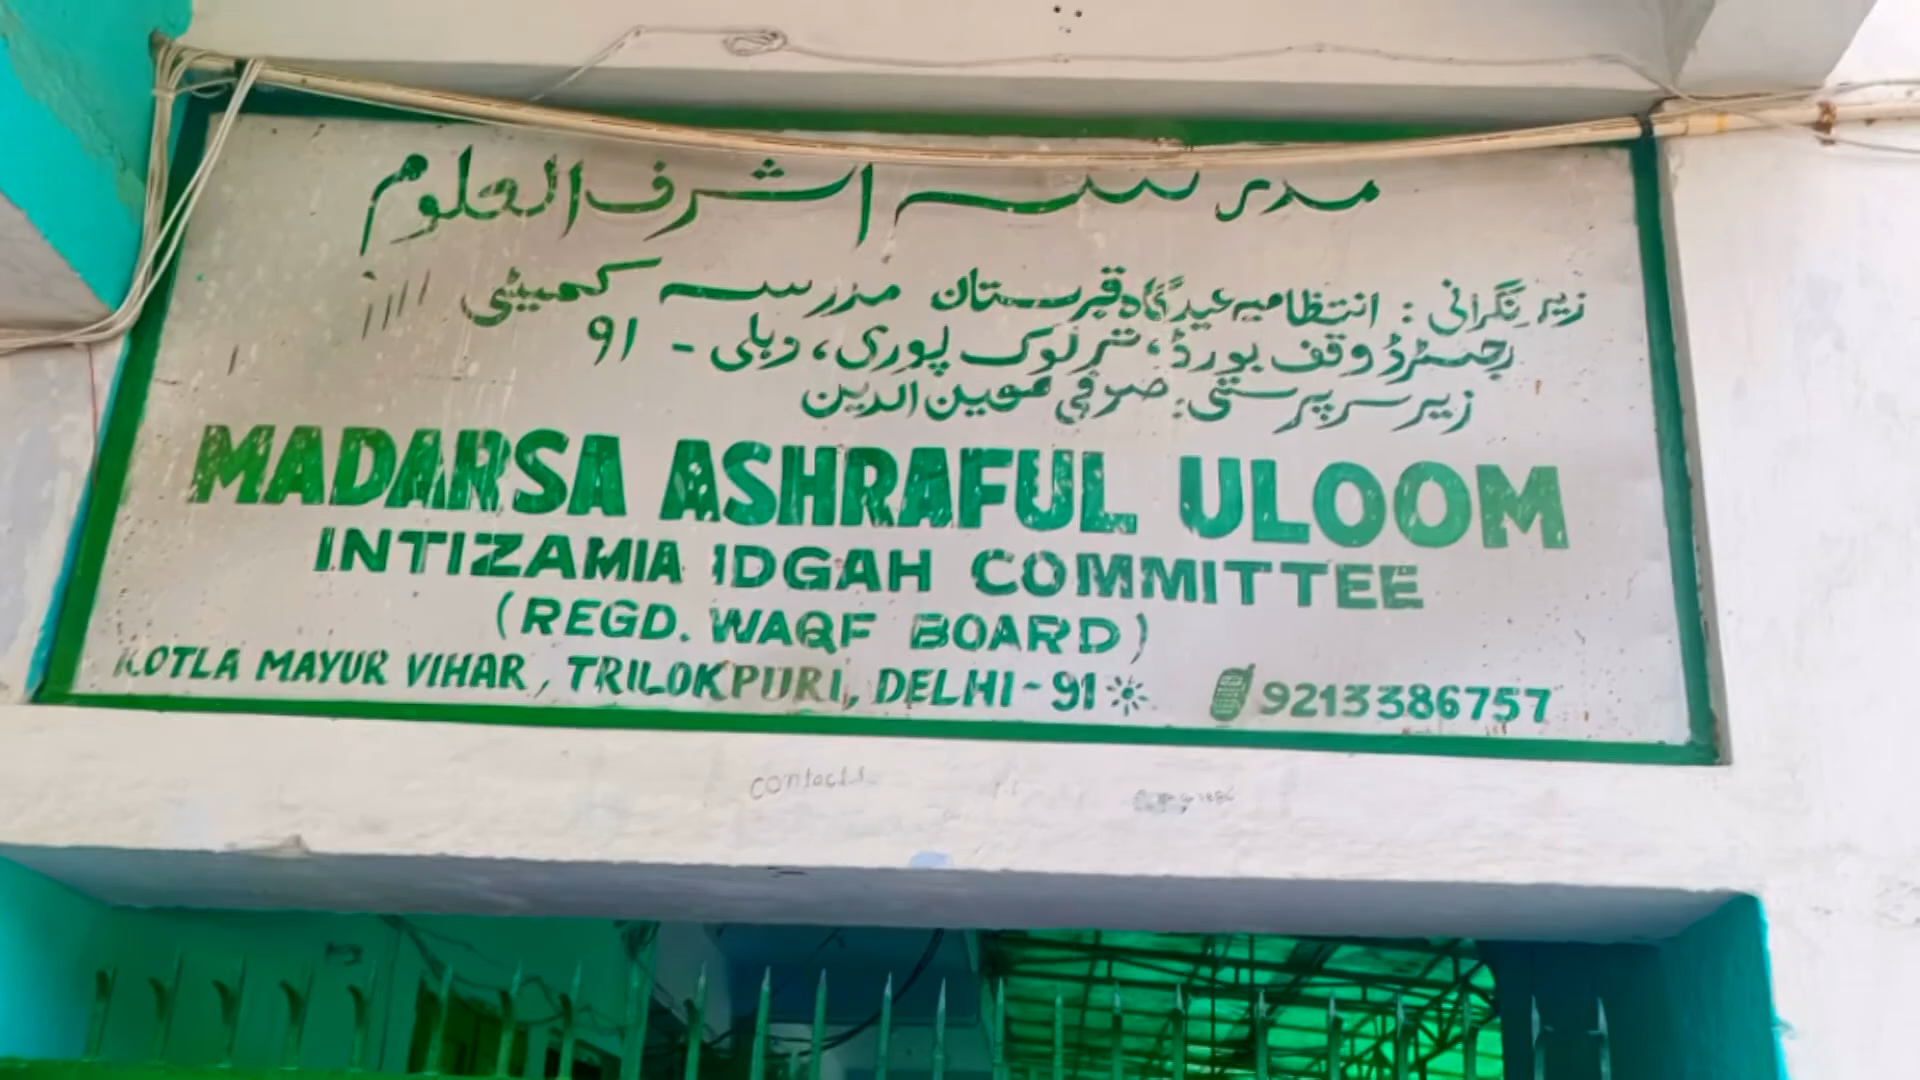 مدرسہ اشرف العلوم
زیر نگرانی : انتظامیہ عیدگاہ قبرستان مدرسہ کمیٹی
رجسٹرڈ وقف بورڈ، ترلوک پوری، دہلی - 91
زیر سرپرستی: صوفی معین الدین
MADARSA ASHRAFUL ULOOM
INTIZAMIA IDGAH COMMITTEE
(REGD. WAQF BOARD)
KOTLA MAYUR VIHAR, TRILOKPURI, DELHI-91 9213386757
contacts